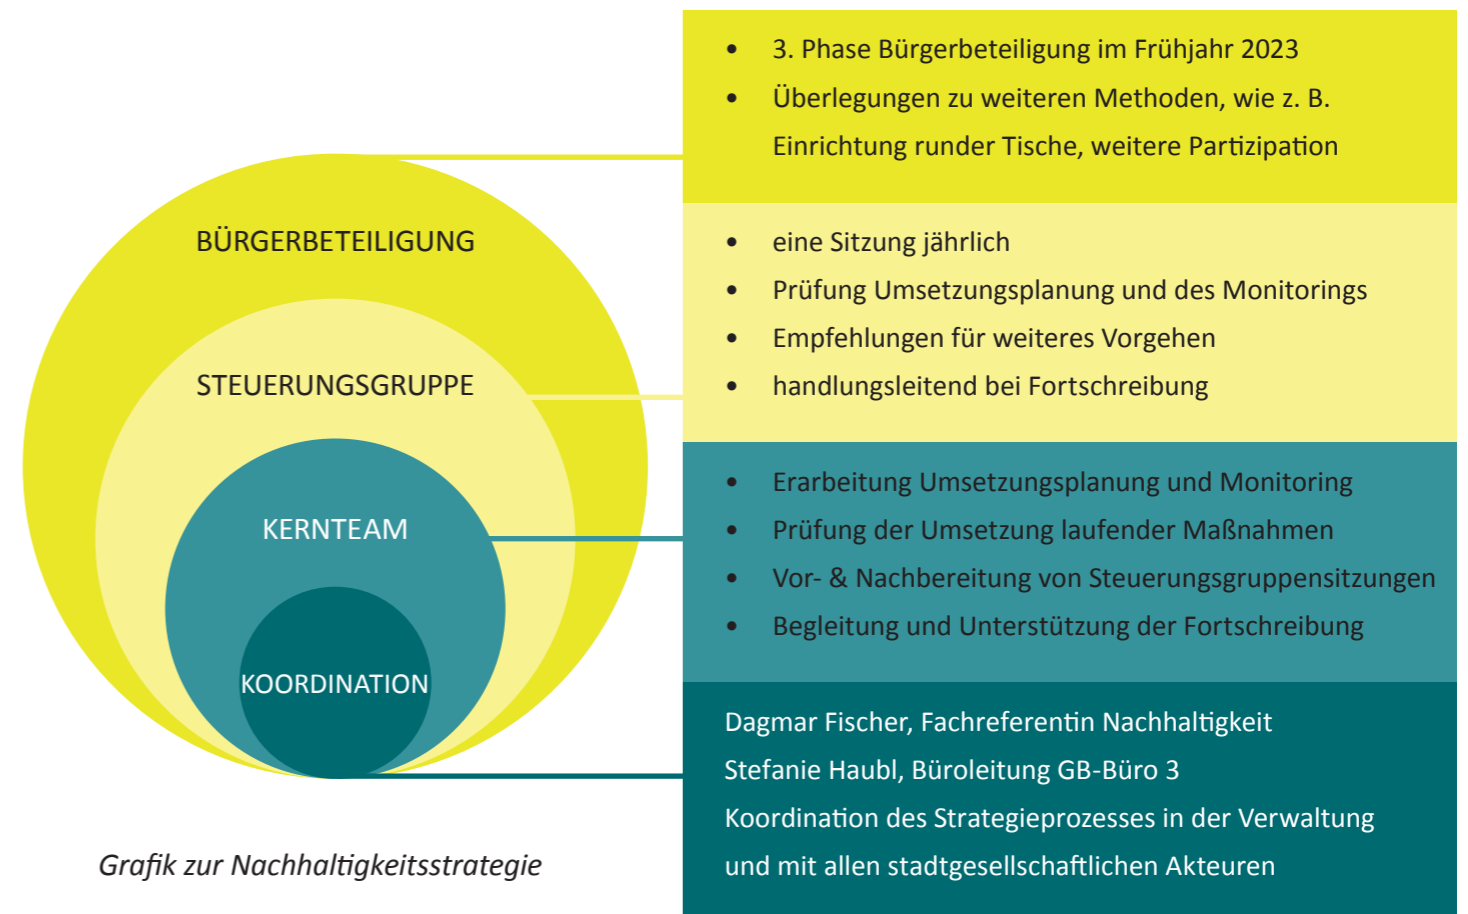 BÜRGERBETEILIGUNG
STEUERUNGSGRUPPE
KERNTEAM
KOORDINATION
Grafik zur Nachhaltigkeitsstrategie
• 3. Phase Bürgerbeteiligung im Frühjahr 2023
• Überlegungen zu weiteren Methoden, wie z. B.
Einrichtung runder Tische, weitere Partizipation
• eine Sitzung jährlich
• Prüfung Umsetzungsplanung und des Monitorings
• Empfehlungen für weiteres Vorgehen
• handlungsleitend bei Fortschreibung
• Erarbeitung Umsetzungsplanung und Monitoring
• Prüfung der Umsetzung laufender Maßnahmen
• Vor- & Nachbereitung von Steuerungsgruppensitzungen
• Begleitung und Unterstützung der Fortschreibung
Dagmar Fischer, Fachreferentin Nachhaltigkeit
Stefanie Haubl, Büroleitung GB-Büro 3
Koordination des Strategieprozesses in der Verwaltung
und mit allen stadtgesellschaftlichen Akteuren